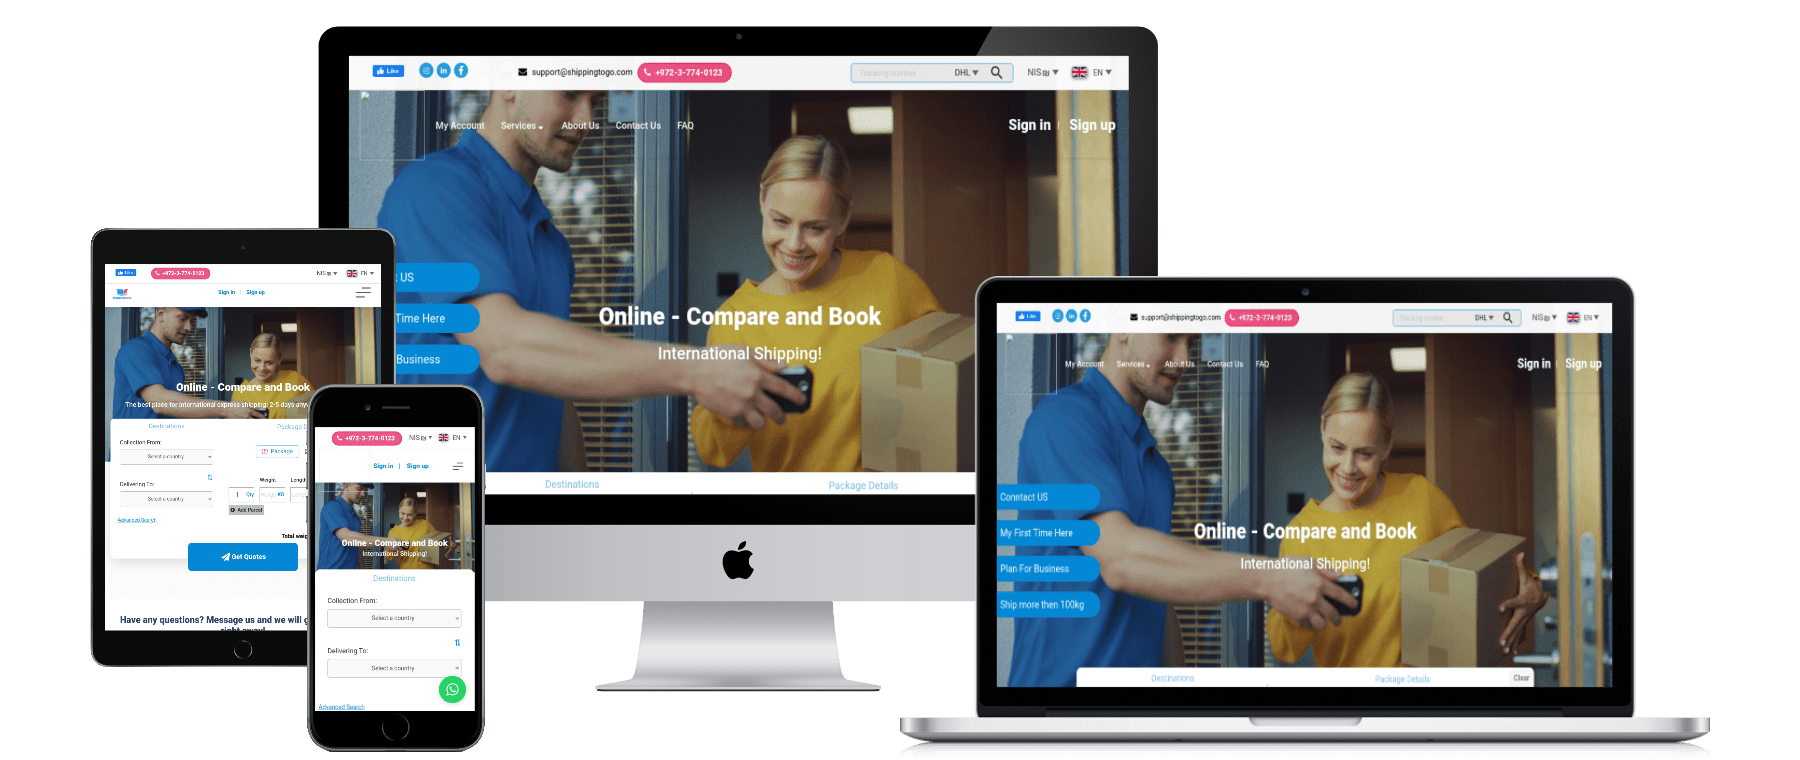 Like
support@shippingtogo.com
+972-3-774-0123
Tracking number
DHL
NIS ₪
EN
My Account
Services
About Us
Contact Us
FAQ
Sign in | Sign up
US
Time Here
Business
Online - Compare and Book
International Shipping!
Destinations
Package Details
Like
+972-3-774-0123
NIS ₪
EN
Sign in | Sign up
Online - Compare and Book
The best place for international express shipping! 2-5 days
Destinations
Package D
Collection From:
Select a country
Package
Delivering To:
Select a country
Weight
Length
1 Qty
KG
Add Parcel
Advanced Search
Total weig
Get Quotes
Have any questions? Message us and we will g
right away!
+972-3-774-0123
NIS ₪
EN
Sign in | Sign up
Online - Compare and Book
International Shipping!
Destinations
Collection From:
Select a country
Delivering To:
Select a country
Advanced Search
Like
support@shippingtogo.com
+972-3-774-0123
Tracking number
DHL
NIS ₪
EN
My Account
Services
About Us
Contact Us
FAQ
Sign in | Sign up
Conntact US
My First Time Here
Plan For Business
Ship more then 100kg
Online - Compare and Book
International Shipping!
Destinations
Package Details
Clear